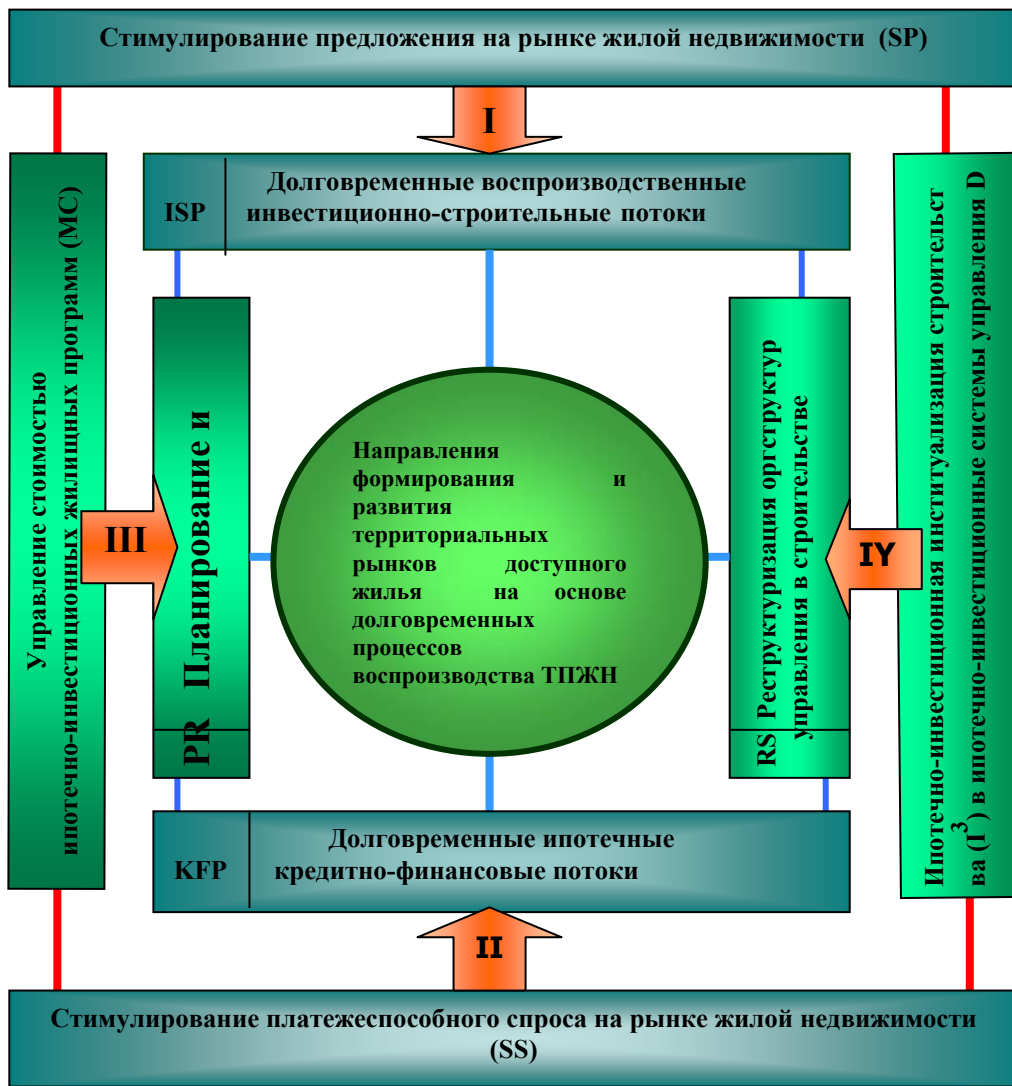 Стимулирование предложения на рынке жилой недвижимости (SP)
I
ISP
Долговременные воспроизводственные
инвестиционно-строительные потоки
Управление стоимостью
ипотечно-инвестиционных жилищных программ (МС)
III
PR Планирование и
Направления
формирования и
развития
территориальных
рынков доступного
жилья на основе
долговременных
процессов
воспроизводства ТПЖН
RS Реструктуризация оргструктур
управления в строительстве
IY
Ипотечно-инвестиционная институализация строительст
ва (I³) в ипотечно-инвестиционные системы управления D
KFP
Долговременные ипотечные
кредитно-финансовые потоки
II
Стимулирование платежеспособного спроса на рынке жилой недвижимости
(SS)